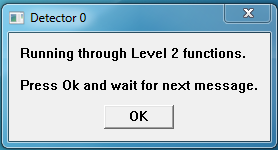 Detector 0
Running through Level 2 functions.
Press Ok and wait for next message.
OK